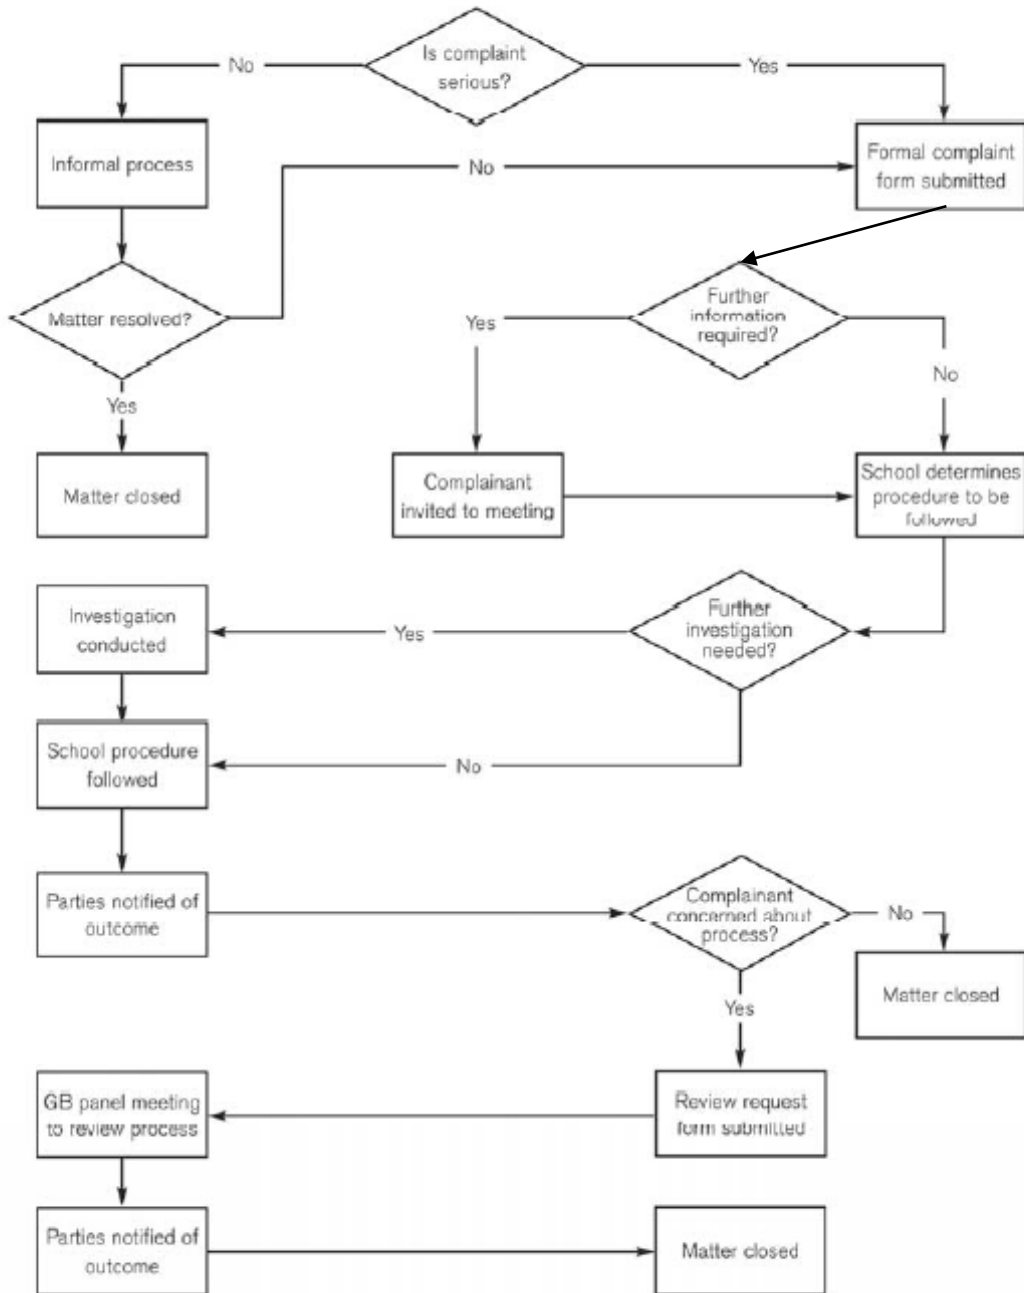 Is complaint
serious?
No
Yes
Informal process
Formal complaint
form submitted
No
Matter resolved?
Further
information
required?
Yes
No
Yes
Matter closed
Complainant
invited to meeting
School determines
procedure to be
followed
Investigation
conducted
Yes
Further
investigation
needed?
School procedure
followed
No
Parties notified of
outcome
Complainant
concerned about
process?
No
Matter closed
Yes
GB panel meeting
to review process
Review request
form submitted
Parties notified of
outcome
Matter closed